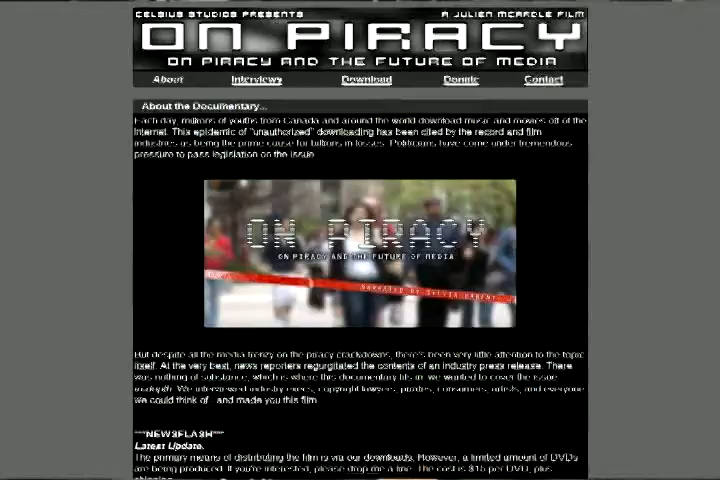 CELSIUS STUDIOS PRESENTS A JULIEN MCARDLE FILM
ON PIRACY
ON PIRACY AND THE FUTURE OF MEDIA
About Interviews Download Donate Contact
About the Documentary...
Each day, millions of youths from Canada and around the world download music and movies off of the
Internet. This epidemic of "unauthorized" downloading has been cited by the record and film
industries as being the prime cause for billions in losses. Politicians have come under tremendous
pressure to pass legislation on the issue.
ON PIRACY
ON PIRACY AND THE FUTURE OF MEDIA
But despite all the media frenzy on the piracy crackdowns, there's been very little attention to the topic
itself. At the very best, news reporters regurgitated the contents of an industry press release. There
was nothing of substance, which is where this documentary fits in: we wanted to cover the issue
We interviewed industry execs, copyright lawyers, pirates, consumers, artists, and everyone
we could think of and made you this film.
***NEWSFLASH***
Latest Update.
The primary means of distributing the film is via our downloads. However, a limited amount of DVDs
are being produced. If you're interested, please drop me a line. The cost is $15 per DVD, plus
shipping.